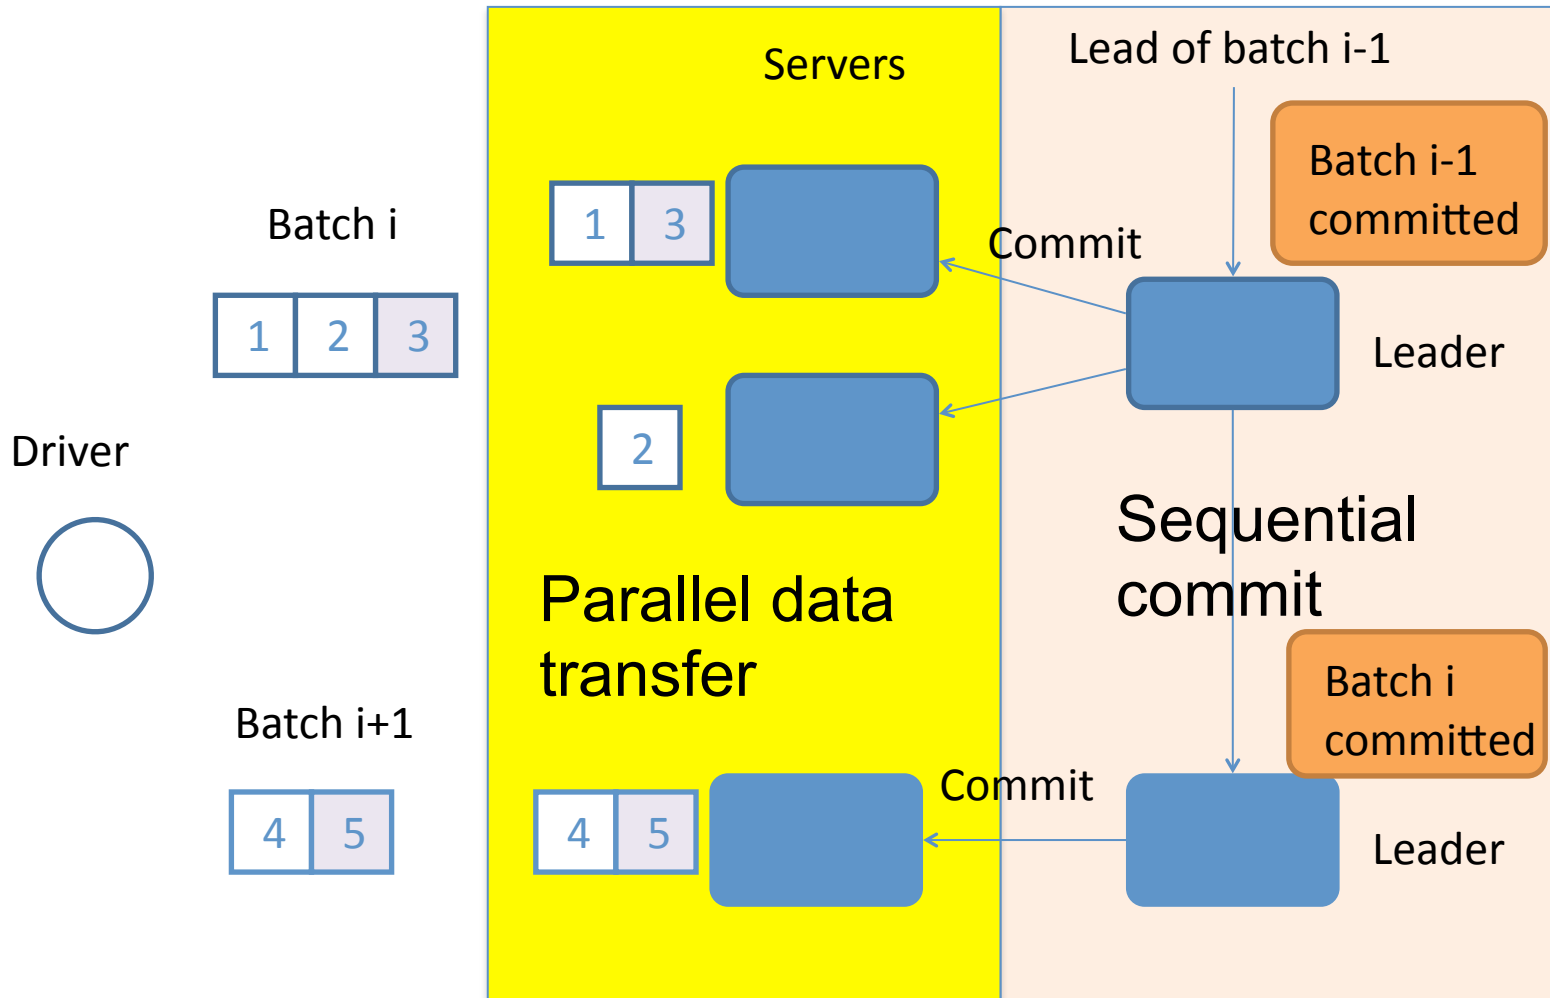 Servers
Lead of batch i-1
Batch i-1
committed
Batch i
1 3
Commit
1 2 3
Leader
2
Driver
Sequential
commit
Parallel data
transfer
Batch i
committed
Batch i+1
Commit
4 5
4 5
Leader